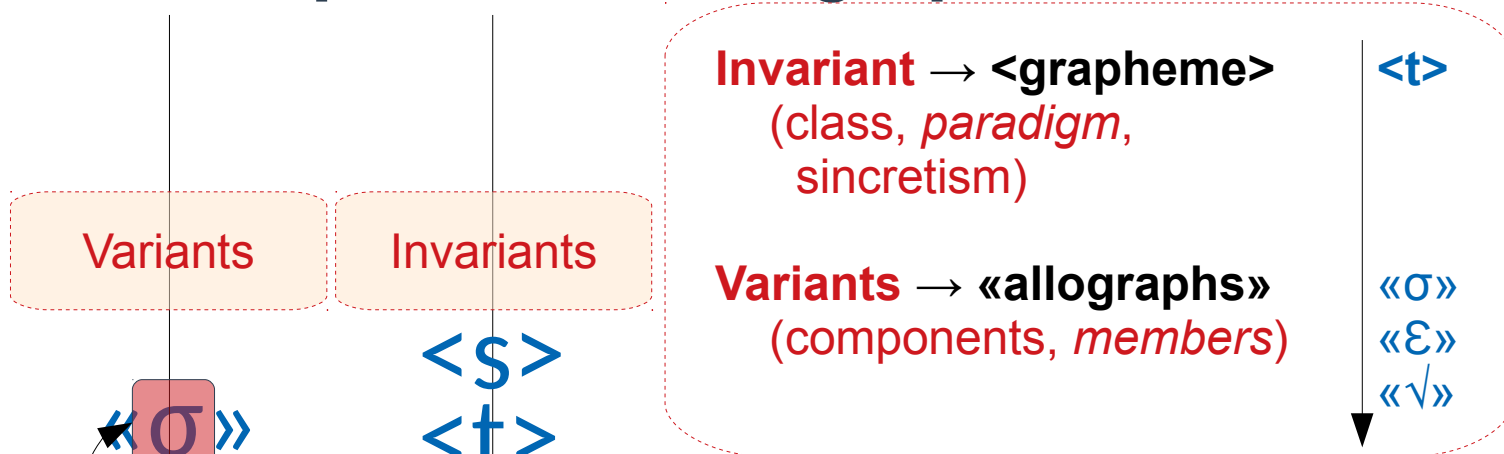 Variants
Invariants
«σ»
<s>
<t>
Invariant → <grapheme>
(class, paradigm,
sincretism)
Variants → «allographs»
(components, members)
<t>
«σ»
«Ɛ»
«√»